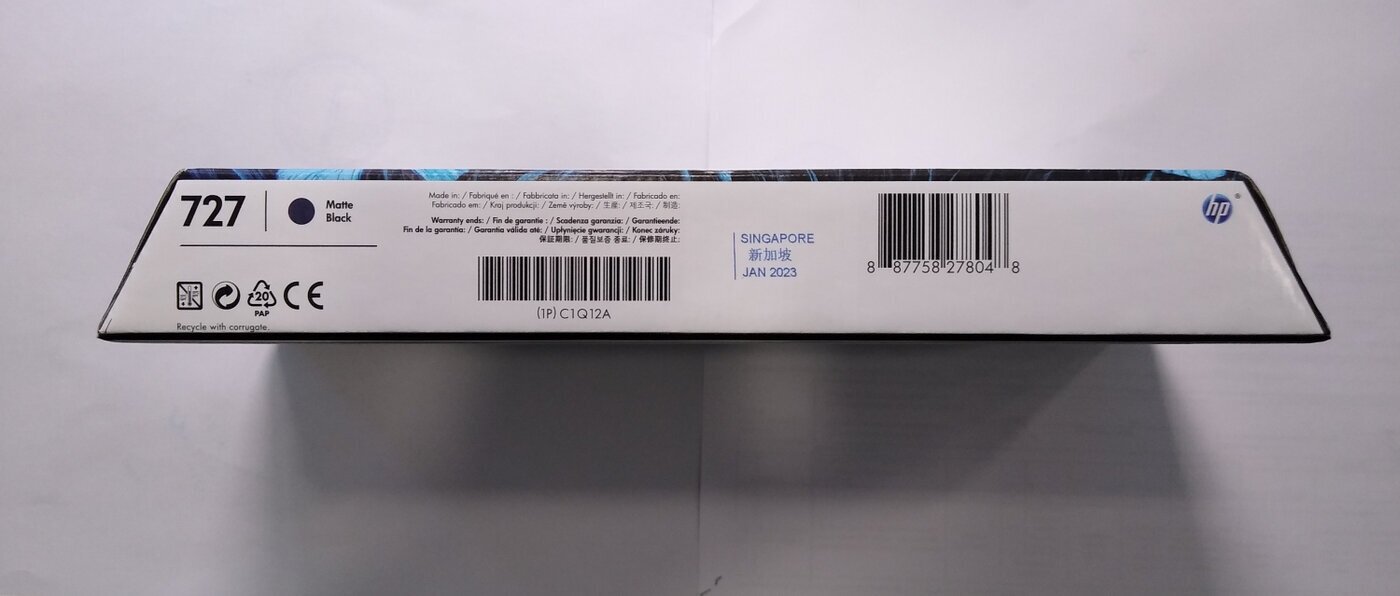 727
Matte
Black
Made in: / Fabriqué en : / Fabbricata in: / Hergestellt in: / Fabricado en:
Fabricado em: / Kraj produkcji: / Země výroby: / 生産: / 제조국: / 制造:
Warranty ends: / Fin de garantie : / Scadenza garanzia: / Garantieende:
Fin de la garantía: / Garantia válida até: / Upłynięcie gwarancji: / Konec záruky:
保証期限: / 품질보증 종료: / 保修期终止:
SINGAPORE
新加坡
JAN 2023
(1P) C1Q12A
8 87758 27804 8
hp
20
PAP
CE
Recycle with corrugate.